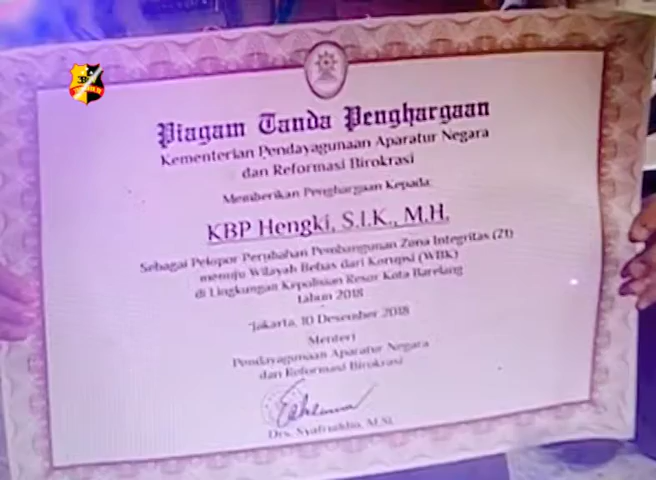 Piagam Tanda Penghargaan
Kementerian Pendayagunaan Aparatur Negara
dan Reformasi Birokrasi
Memberikan Penghargaan Kepada:
KBP Hengki, S.I.K., M.H.
Sebagai Pelopor Perubahan Pembangunan Zona Integritas (ZI)
menuju Wilayah Bebas dari Korupsi (WBK)
di Lingkungan Kepolisian Resor Kota Barelang
tahun 2018
Jakarta, 10 Desember 2018
Menteri
Pendayagunaan Aparatur Negara
dan Reformasi Birokrasi
Drs. Syafruddin, M.Si.